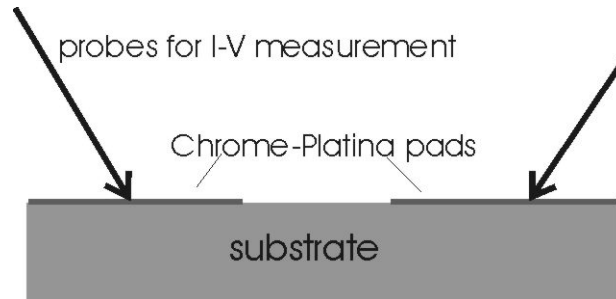 probes for I-V measurement
Chrome-Platina pads
substrate